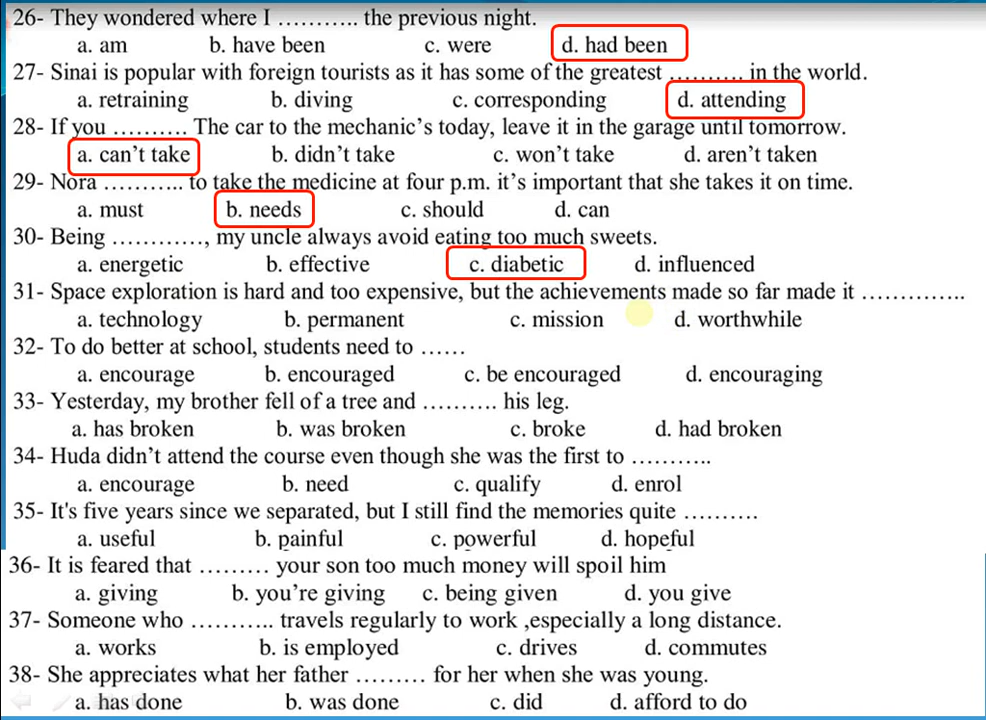 26- They wondered where I ……….. the previous night.
a. am b. have been c. were d. had been
27- Sinai is popular with foreign tourists as it has some of the greatest ………. in the world.
a. retraining b. diving c. corresponding d. attending
28- If you ………. The car to the mechanic’s today, leave it in the garage until tomorrow.
a. can’t take b. didn’t take c. won’t take d. aren’t taken
29- Nora ……….. to take the medicine at four p.m. it’s important that she takes it on time.
a. must b. needs c. should d. can
30- Being …………, my uncle always avoid eating too much sweets.
a. energetic b. effective c. diabetic d. influenced
31- Space exploration is hard and too expensive, but the achievements made so far made it …………..
a. technology b. permanent c. mission d. worthwhile
32- To do better at school, students need to ……
a. encourage b. encouraged c. be encouraged d. encouraging
33- Yesterday, my brother fell of a tree and ………. his leg.
a. has broken b. was broken c. broke d. had broken
34- Huda didn’t attend the course even though she was the first to ………..
a. encourage b. need c. qualify d. enrol
35- It's five years since we separated, but I still find the memories quite ……….
a. useful b. painful c. powerful d. hopeful
36- It is feared that ……… your son too much money will spoil him
a. giving b. you’re giving c. being given d. you give
37- Someone who ……….. travels regularly to work ,especially a long distance.
a. works b. is employed c. drives d. commutes
38- She appreciates what her father ……… for her when she was young.
a. has done b. was done c. did d. afford to do